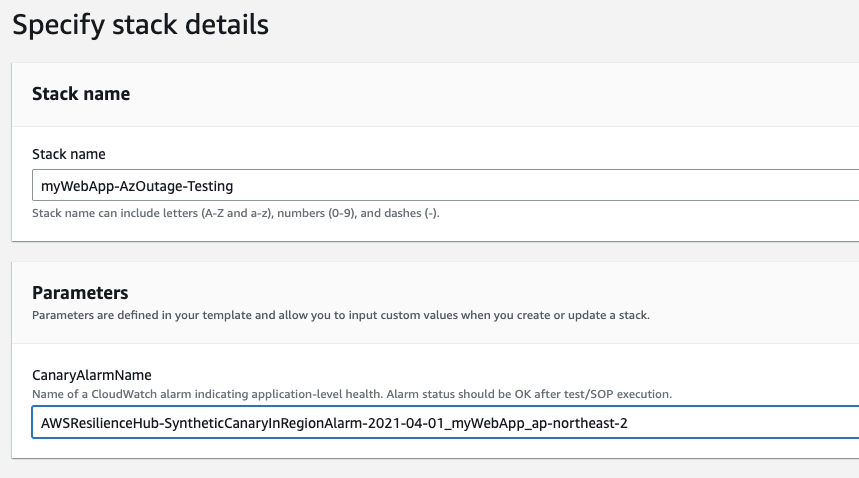 Specify stack details
Stack name
Stack name
myWebApp-AzOutage-Testing
Stack name can include letters (A-Z and a-z), numbers (0-9), and dashes (-).
Parameters
Parameters are defined in your template and allow you to input custom values when you create or update a stack.
CanaryAlarmName
Name of a CloudWatch alarm indicating application-level health. Alarm status should be OK after test/SOP execution.
AWSResilienceHub-SyntheticCanaryInRegionAlarm-2021-04-01_myWebApp_ap-northeast-2